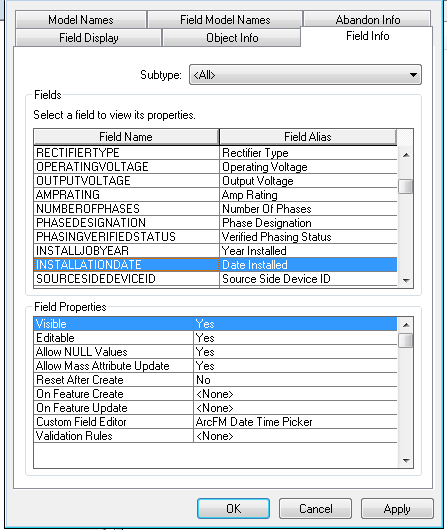 Model Names Field Model Names Abandon Info
Field Display Object Info Field Info
Subtype: <All>
Fields
Select a field to view its properties.
Field Name Field Alias
RECTIFIERTYPE Rectifier Type
OPERATINGVOLTAGE Operating Voltage
OUTPUTVOLTAGE Output Voltage
AMPRATING Amp Rating
NUMBEROFPHASES Number Of Phases
PHASEDESIGNATION Phase Designation
PHASINGVERIFIEDSTATUS Verified Phasing Status
INSTALLJOBYEAR Year Installed
INSTALLATIONDATE Date Installed
SOURCESIDEDEVICEID Source Side Device ID
Field Properties
Visible Yes
Editable Yes
Allow NULL Values Yes
Allow Mass Attribute Update Yes
Reset After Create No
On Feature Create <None>
On Feature Update <None>
Custom Field Editor ArcFM Date Time Picker
Validation Rules <None>
OK Cancel Apply